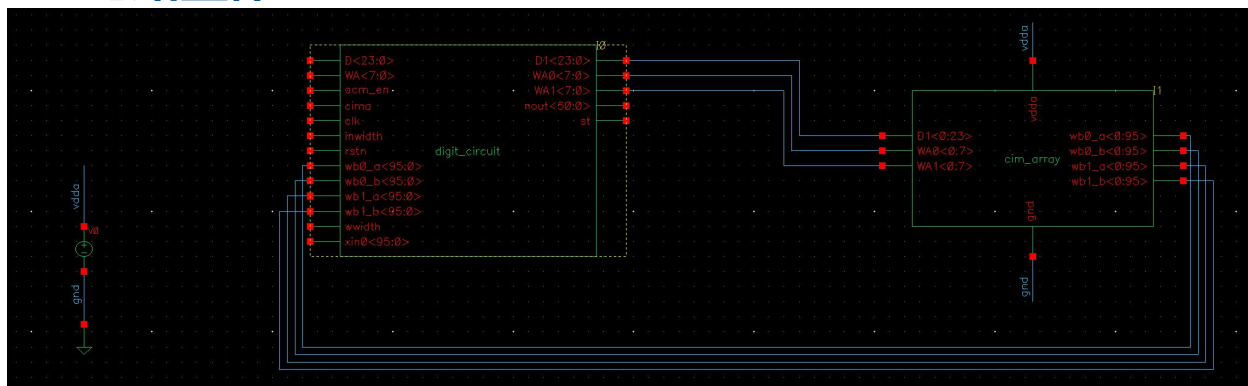 I0
D<23:0>
WA<7:0>
acm_en
cima
clk
inwidth
rstn
wb0_a<95:0>
wb0_b<95:0>
wb1_a<95:0>
wb1_b<95:0>
wwidth
xin0<95:0>
digit_circuit
D1<23:0>
WA0<7:0>
WA1<7:0>
nout<50:0>
st
vdda
I1
vdda
D1<0:23>
WA0<0:7>
WA1<0:7>
cim_array
wb0_a<0:95>
wb0_b<0:95>
wb1_a<0:95>
wb1_b<0:95>
gnd
gnd
vdda
V0
gnd